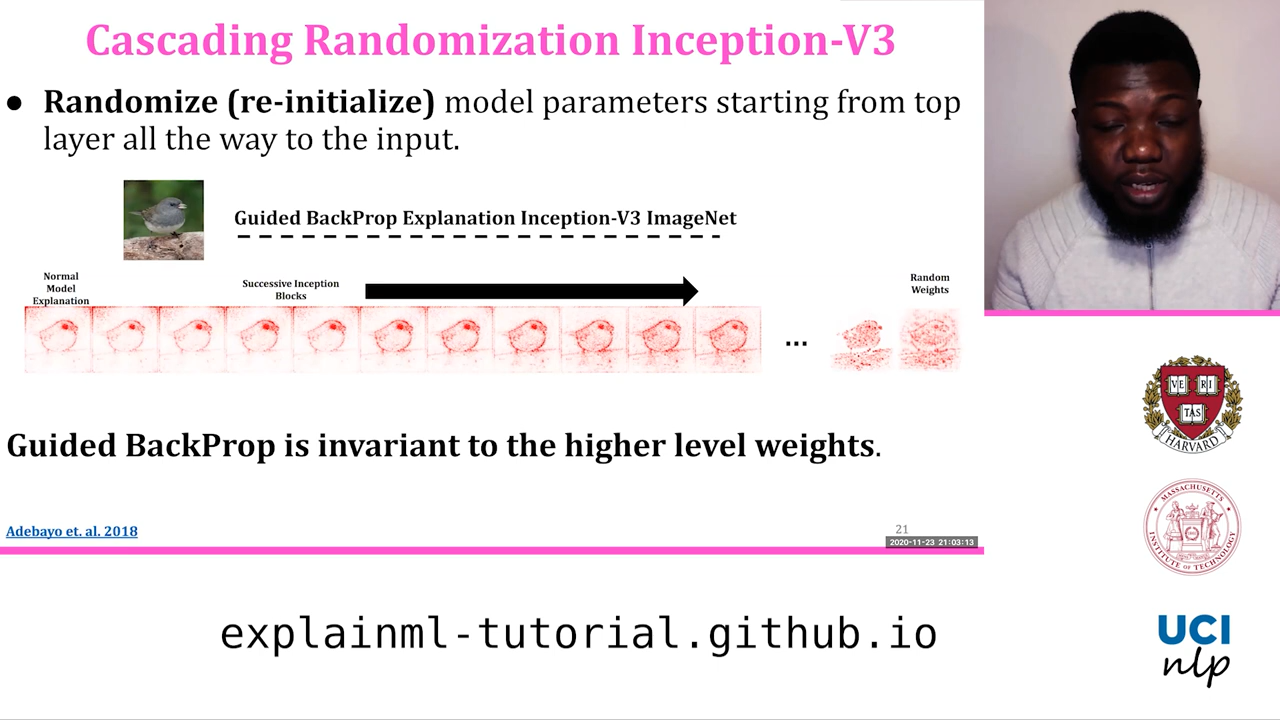 Cascading Randomization Inception-V3
● Randomize (re-initialize) model parameters starting from top
layer all the way to the input.
Guided BackProp Explanation Inception-V3 ImageNet
Normal
Model
Explanation
Successive Inception
Blocks
Random
Weights
...
Guided BackProp is invariant to the higher level weights.
Adebayo et. al. 2018
21
2020-11-23 21:03:13
VE RI
TAS
HARVARD
MASSACHUSETTS
INSTITUTE OF TECHNOLOGY
UCI
nlp
explainml-tutorial.github.io